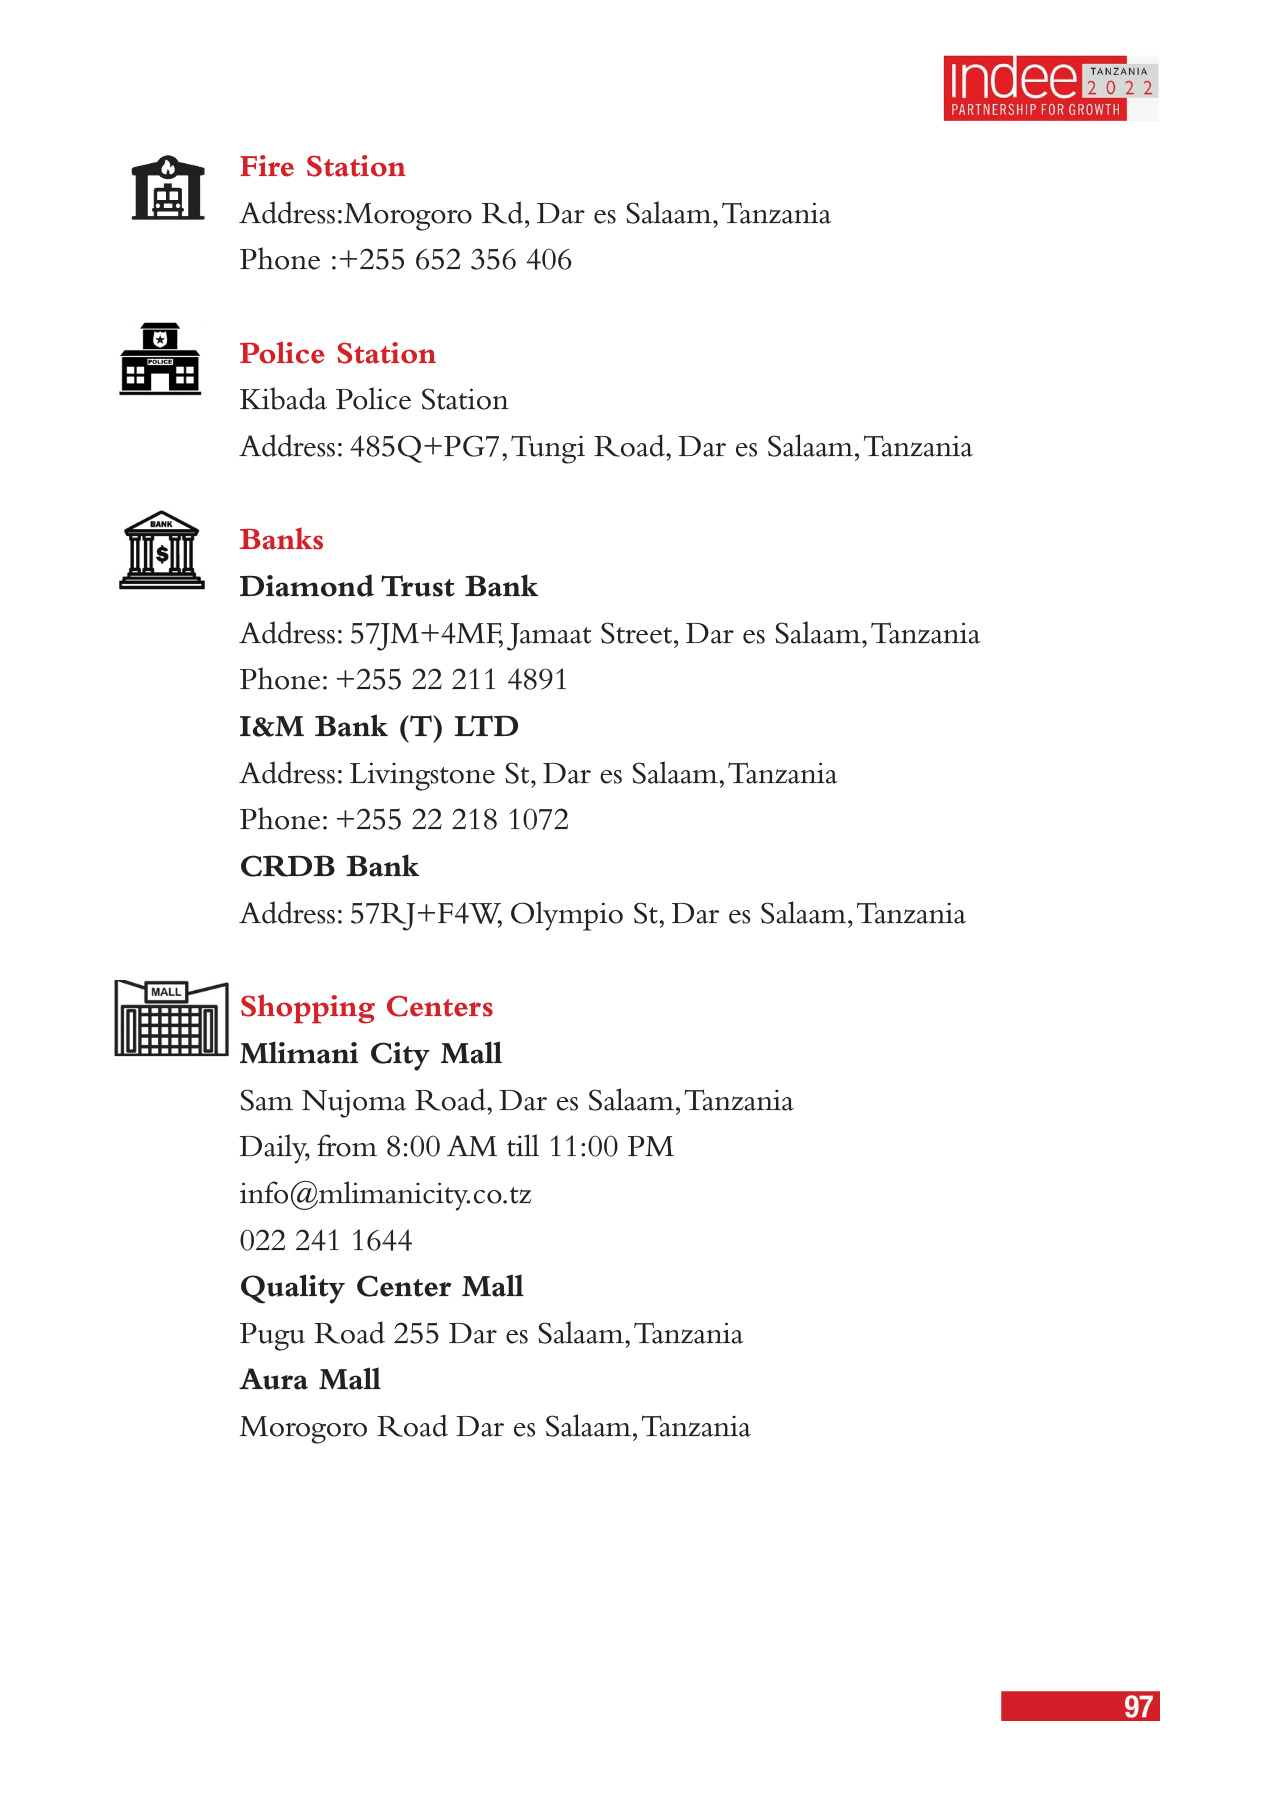 Indee TANZANIA
2022
PARTNERSHIP FOR GROWTH
Fire Station
Address:Morogoro Rd, Dar es Salaam, Tanzania
Phone :+255 652 356 406
POLICE
Police Station
Kibada Police Station
Address: 485Q+PG7, Tungi Road, Dar es Salaam, Tanzania
BANK
$
Banks
Diamond Trust Bank
Address: 57JM+4MF, Jamaat Street, Dar es Salaam, Tanzania
Phone: +255 22 211 4891
I&M Bank (T) LTD
Address: Livingstone St, Dar es Salaam, Tanzania
Phone: +255 22 218 1072
CRDB Bank
Address: 57RJ+F4W, Olympio St, Dar es Salaam, Tanzania
MALL
Shopping Centers
Mlimani City Mall
Sam Nujoma Road, Dar es Salaam, Tanzania
Daily, from 8:00 AM till 11:00 PM
info@mlimanicity.co.tz
022 241 1644
Quality Center Mall
Pugu Road 255 Dar es Salaam, Tanzania
Aura Mall
Morogoro Road Dar es Salaam, Tanzania
97